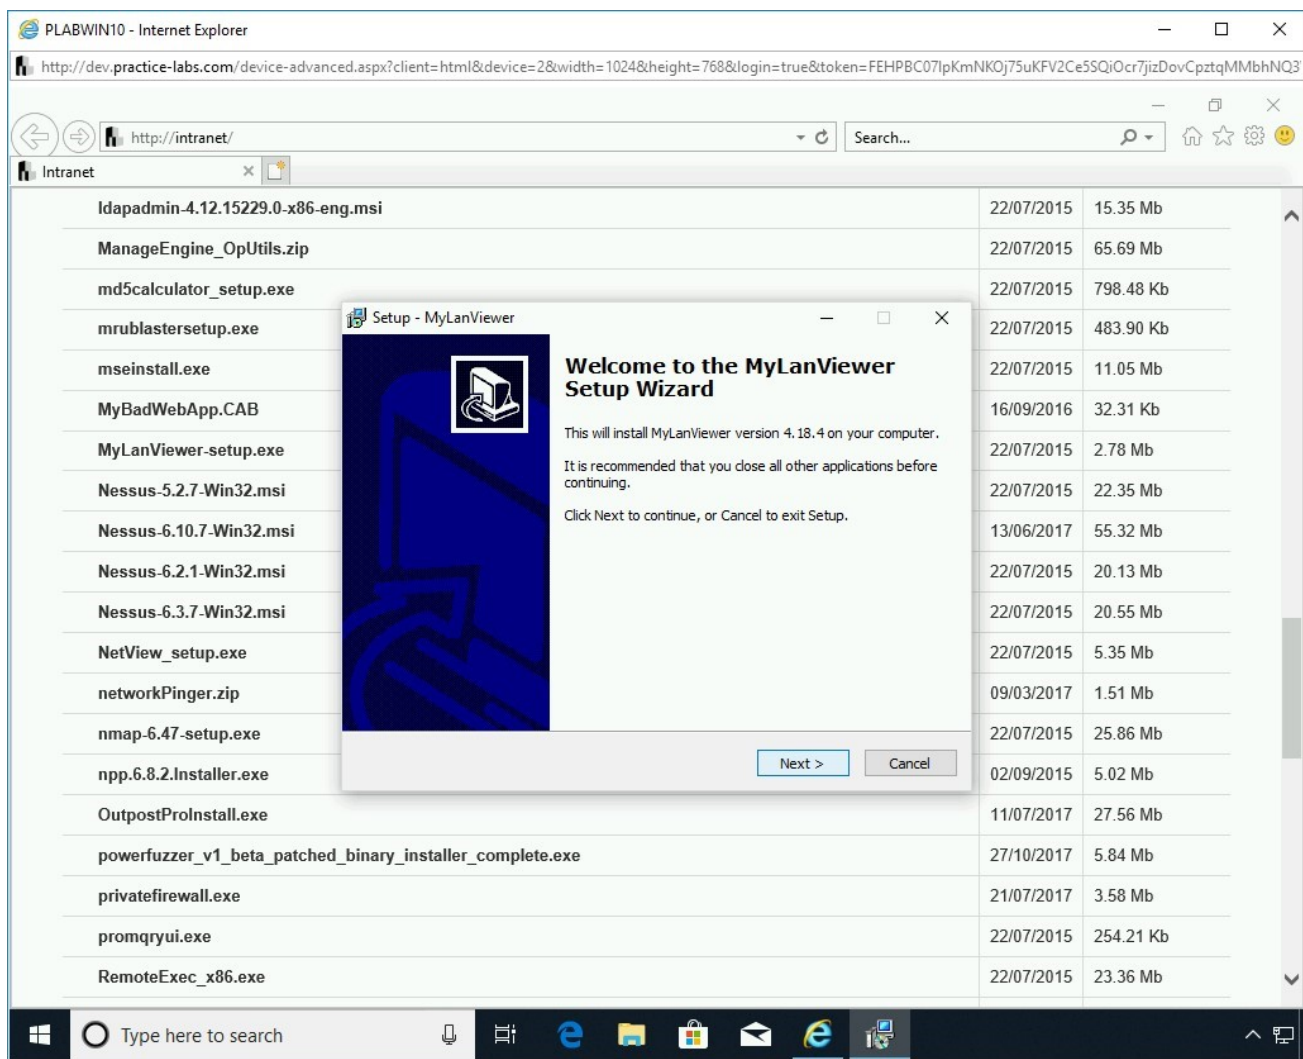 PLABWIN10 - Internet Explorer
http://dev.practice-labs.com/device-advanced.aspx?client=html&device=2&width=1024&height=768&login=true&token=FEHPBC07IpKmNKOj75uKFV2Ce5SQiOcr7jizDovCpztqMMbhNQ3
http://intranet/
Search...
Intranet
ldapadmin-4.12.15229.0-x86-eng.msi 22/07/2015 15.35 Mb
ManageEngine_OpUtils.zip 22/07/2015 65.69 Mb
md5calculator_setup.exe 22/07/2015 798.48 Kb
mrublastersetup.exe 22/07/2015 483.90 Kb
mseinstall.exe 22/07/2015 11.05 Mb
MyBadWebApp.CAB 16/09/2016 32.31 Kb
MyLanViewer-setup.exe 22/07/2015 2.78 Mb
Nessus-5.2.7-Win32.msi 22/07/2015 22.35 Mb
Nessus-6.10.7-Win32.msi 13/06/2017 55.32 Mb
Nessus-6.2.1-Win32.msi 22/07/2015 20.13 Mb
Nessus-6.3.7-Win32.msi 22/07/2015 20.55 Mb
NetView_setup.exe 22/07/2015 5.35 Mb
networkPinger.zip 09/03/2017 1.51 Mb
nmap-6.47-setup.exe 22/07/2015 25.86 Mb
npp.6.8.2.Installer.exe 02/09/2015 5.02 Mb
OutpostProInstall.exe 11/07/2017 27.56 Mb
powerfuzzer_v1_beta_patched_binary_installer_complete.exe 27/10/2017 5.84 Mb
privatefirewall.exe 21/07/2017 3.58 Mb
promqryui.exe 22/07/2015 254.21 Kb
RemoteExec_x86.exe 22/07/2015 23.36 Mb
Setup - MyLanViewer
Welcome to the MyLanViewer
Setup Wizard
This will install MyLanViewer version 4.18.4 on your computer.
It is recommended that you close all other applications before
continuing.
Click Next to continue, or Cancel to exit Setup.
Next >
Cancel
Type here to search